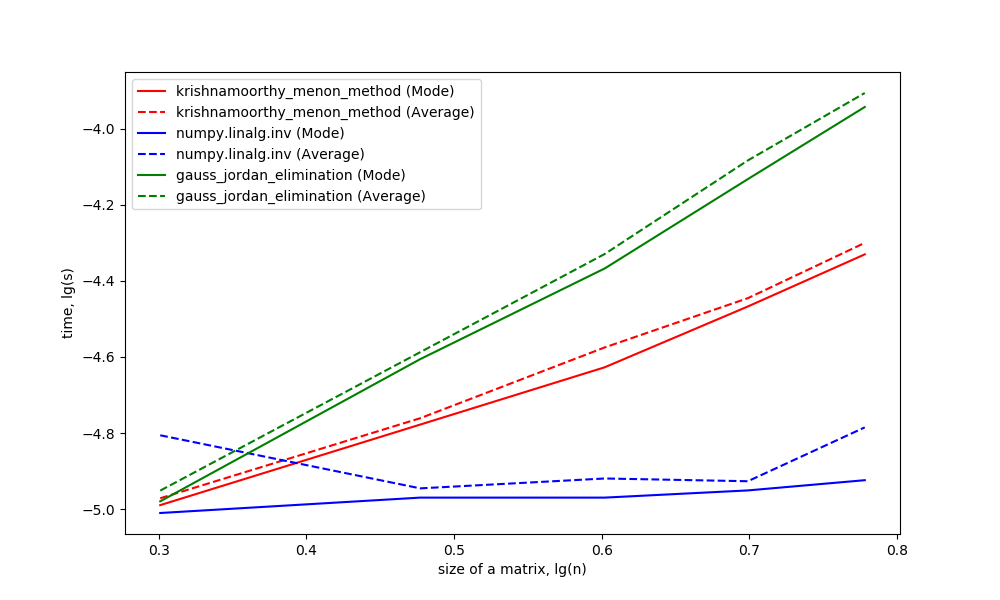 krishnamoorthy_menon_method (Mode)
krishnamoorthy_menon_method (Average)
numpy.linalg.inv (Mode)
numpy.linalg.inv (Average)
gauss_jordan_elimination (Mode)
gauss_jordan_elimination (Average)
time, lg(s)
−4.0
−4.2
−4.4
−4.6
−4.8
−5.0
0.3 0.4 0.5 0.6 0.7 0.8
size of a matrix, lg(n)